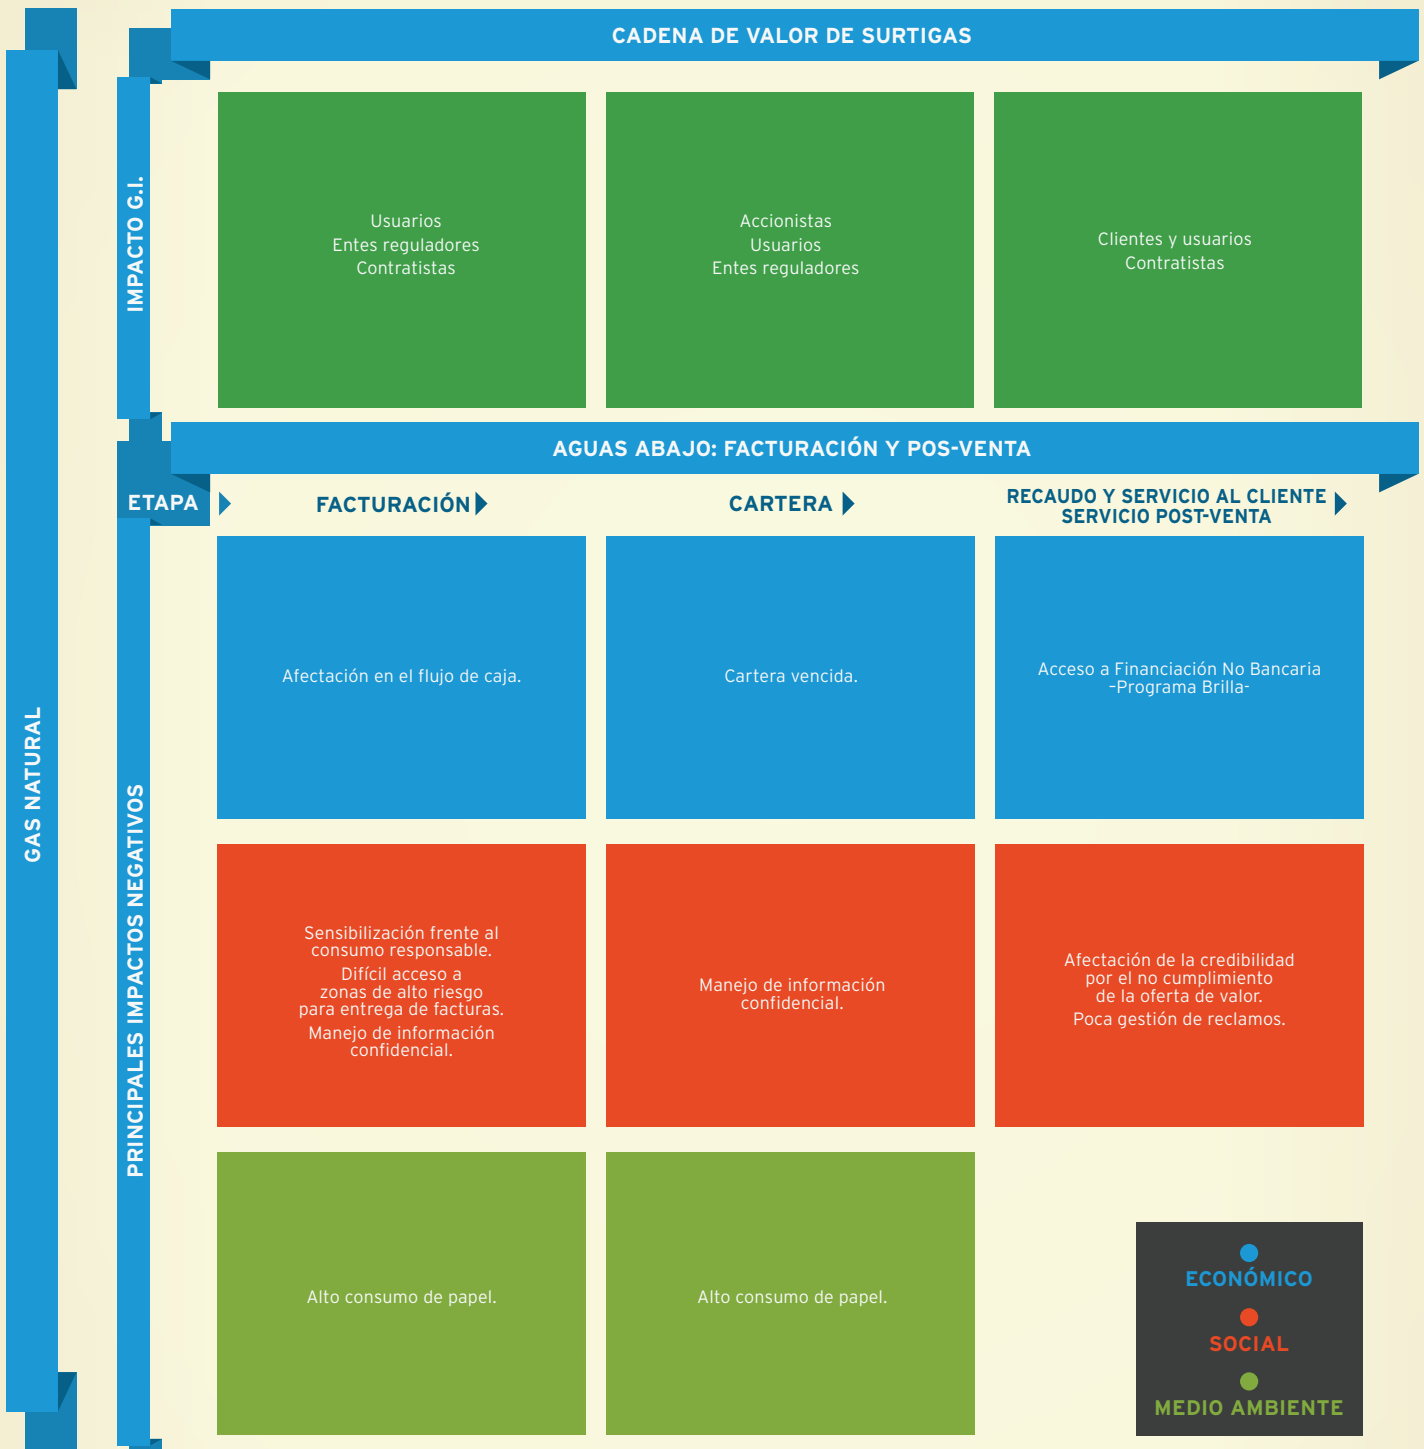 CADENA DE VALOR DE SURTIGAS
GAS NATURAL
IMPACTO G.I.
Usuarios
Entes reguladores
Contratistas
Accionistas
Usuarios
Entes reguladores
Clientes y usuarios
Contratistas
AGUAS ABAJO: FACTURACIÓN Y POS-VENTA
ETAPA
FACTURACIÓN
CARTERA
RECAUDO Y SERVICIO AL CLIENTE
SERVICIO POST-VENTA
PRINCIPALES IMPACTOS NEGATIVOS
Afectación en el flujo de caja.
Cartera vencida.
Acceso a Financiación No Bancaria
–Programa Brilla-
Sensibilización frente al
consumo responsable.
Difícil acceso a
zonas de alto riesgo
para entrega de facturas.
Manejo de información
confidencial.
Manejo de información
confidencial.
Afectación de la credibilidad
por el no cumplimiento
de la oferta de valor.
Poca gestión de reclamos.
Alto consumo de papel.
Alto consumo de papel.
ECONÓMICO
SOCIAL
MEDIO AMBIENTE